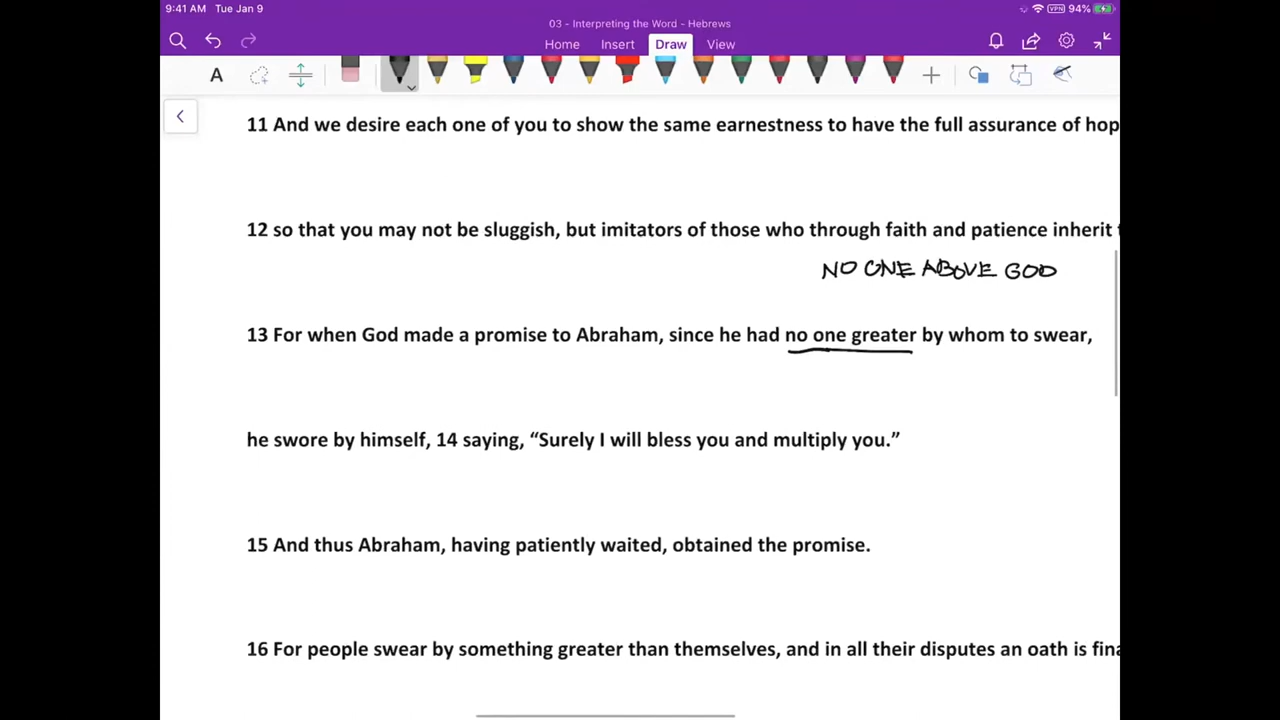 9:41 AM Tue Jan 9 VPN 94%
03 - Interpreting the Word - Hebrews
Home Insert Draw View
A
11 And we desire each one of you to show the same earnestness to have the full assurance of hop
12 so that you may not be sluggish, but imitators of those who through faith and patience inherit
NO ONE ABOVE GOD
13 For when God made a promise to Abraham, since he had no one greater by whom to swear,
he swore by himself, 14 saying, “Surely I will bless you and multiply you.”
15 And thus Abraham, having patiently waited, obtained the promise.
16 For people swear by something greater than themselves, and in all their disputes an oath is fina